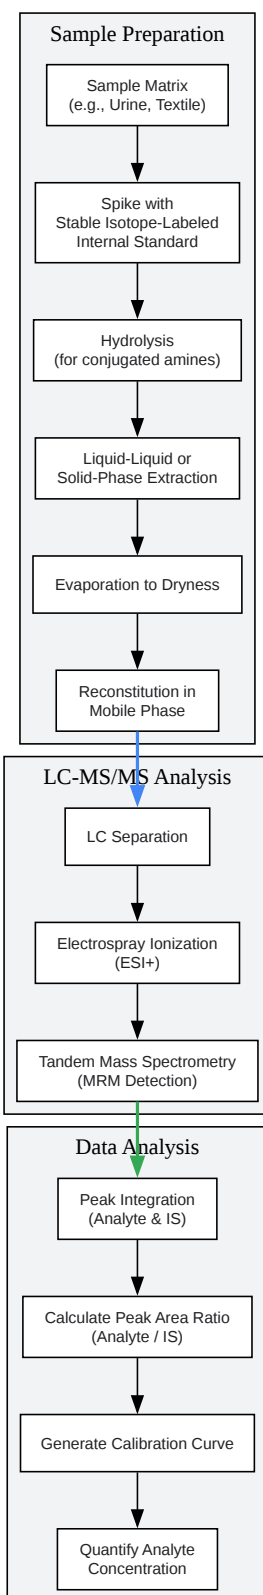 Sample Preparation
Sample Matrix
(e.g., Urine, Textile)
Spike with
Stable Isotope-Labeled
Internal Standard
Hydrolysis
(for conjugated amines)
Liquid-Liquid or
Solid-Phase Extraction
Evaporation to Dryness
Reconstitution in
Mobile Phase
LC-MS/MS Analysis
LC Separation
Electrospray Ionization
(ESI+)
Tandem Mass Spectrometry
(MRM Detection)
Data Analysis
Peak Integration
(Analyte & IS)
Calculate Peak Area Ratio
(Analyte / IS)
Generate Calibration Curve
Quantify Analyte
Concentration